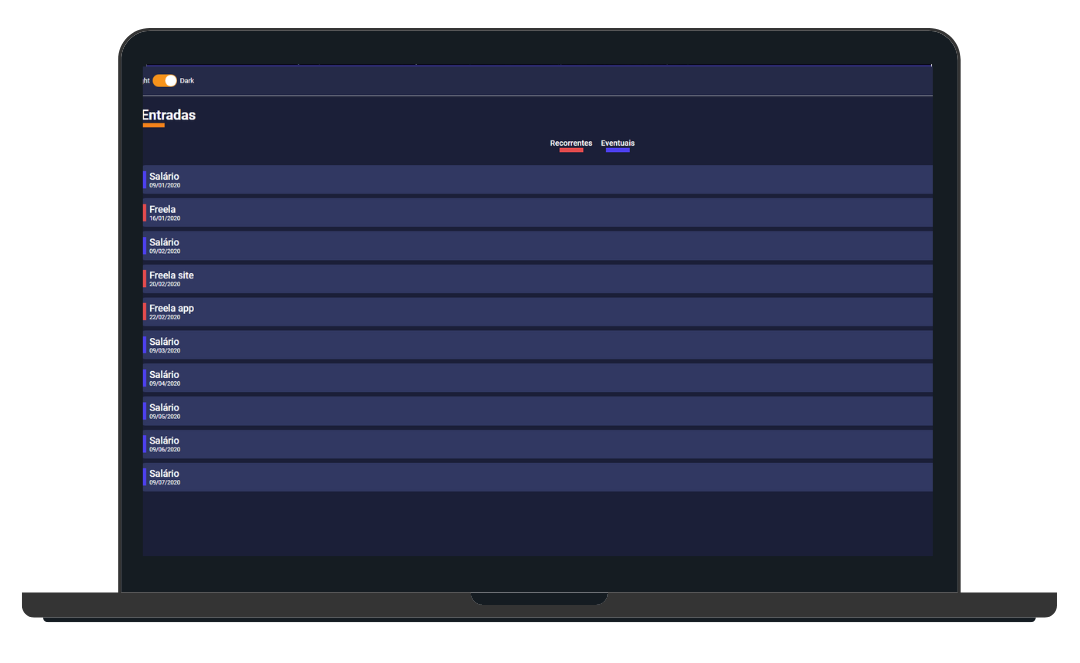 ht Dark
Entradas
Recorrentes Eventuais
Salário
09/01/2020
Freela
16/01/2020
Salário
09/02/2020
Freela site
20/02/2020
Freela app
22/02/2020
Salário
09/03/2020
Salário
09/04/2020
Salário
09/05/2020
Salário
09/06/2020
Salário
09/07/2020